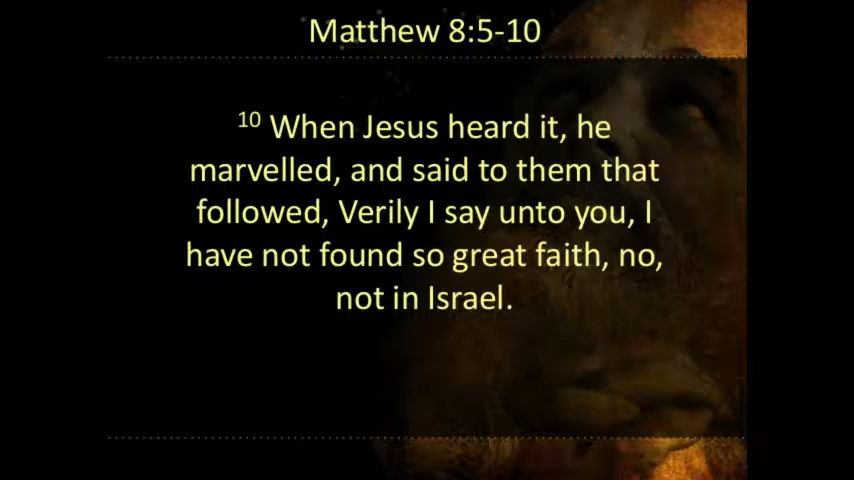 Matthew 8:5-10
10 When Jesus heard it, he
marvelled, and said to them that
followed, Verily I say unto you, I
have not found so great faith, no,
not in Israel.